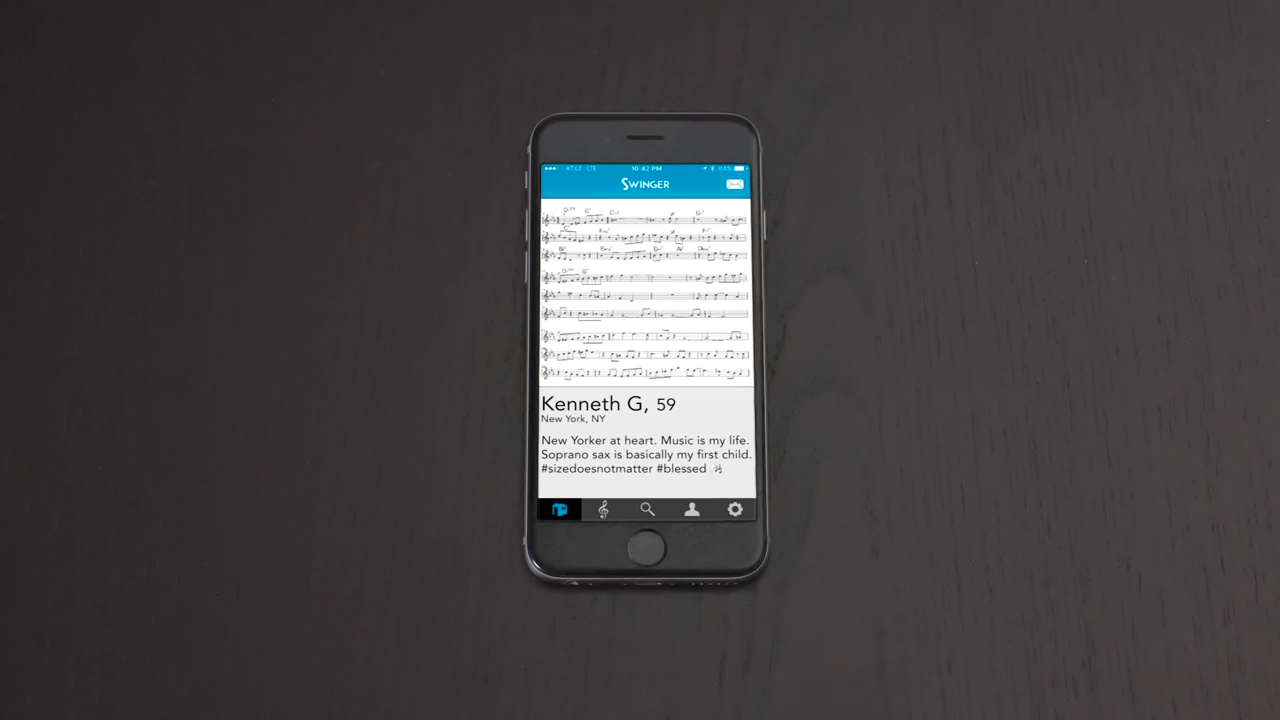 AT&T LTE 10:42 PM 84%
SWINGER
Kenneth G, 59
New York, NY
New Yorker at heart. Music is my life.
Soprano sax is basically my first child.
#sizedoesnotmatter #blessed